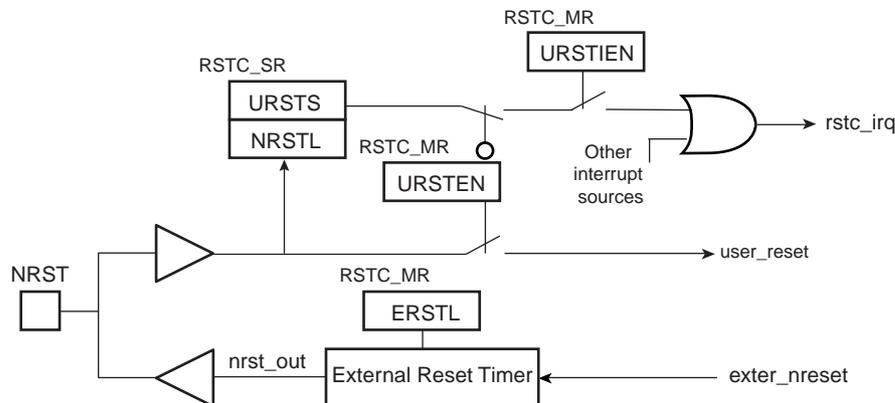 RSTC_MR
URSTIEN
RSTC_SR
URSTS
rstc_irq
NRSTL
RSTC_MR
Other
interrupt
sources
URSTEN
user_reset
NRST
RSTC_MR
ERSTL
nrst_out
External Reset Timer
exter_nreset